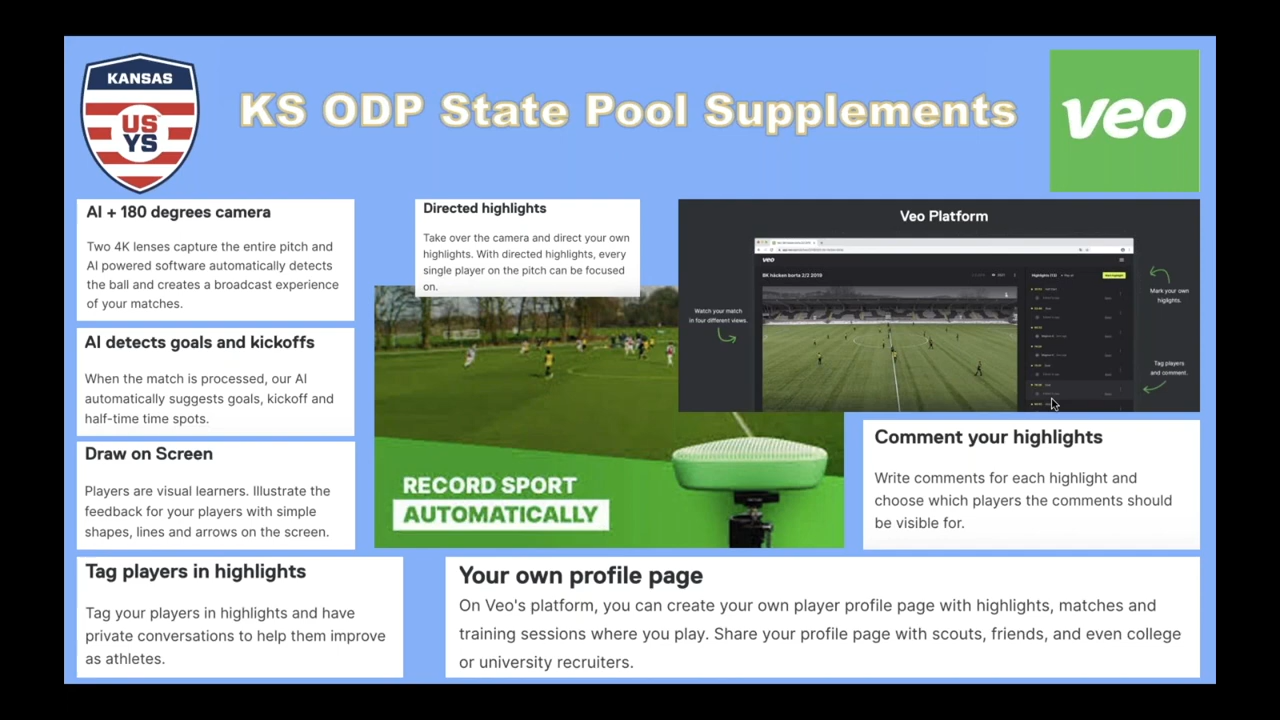 KANSAS
US
YS
KS ODP State Pool Supplements
veo
AI + 180 degrees camera
Two 4K lenses capture the entire pitch and
AI powered software automatically detects
the ball and creates a broadcast experience
of your matches.
Directed highlights
Take over the camera and direct your own
highlights. With directed highlights, every
single player on the pitch can be focused
on.
Veo Platform
veo
BK häcken borta 2/2 2019
Watch your match
in four different views.
Mark your own
higlights.
Tag players
and comment.
AI detects goals and kickoffs
When the match is processed, our AI
automatically suggests goals, kickoff and
half-time time spots.
Draw on Screen
Players are visual learners. Illustrate the
feedback for your players with simple
shapes, lines and arrows on the screen.
RECORD SPORT
AUTOMATICALLY
Comment your highlights
Write comments for each highlight and
choose which players the comments should
be visible for.
Tag players in highlights
Tag your players in highlights and have
private conversations to help them improve
as athletes.
Your own profile page
On Veo's platform, you can create your own player profile page with highlights, matches and
training sessions where you play. Share your profile page with scouts, friends, and even college
or university recruiters.